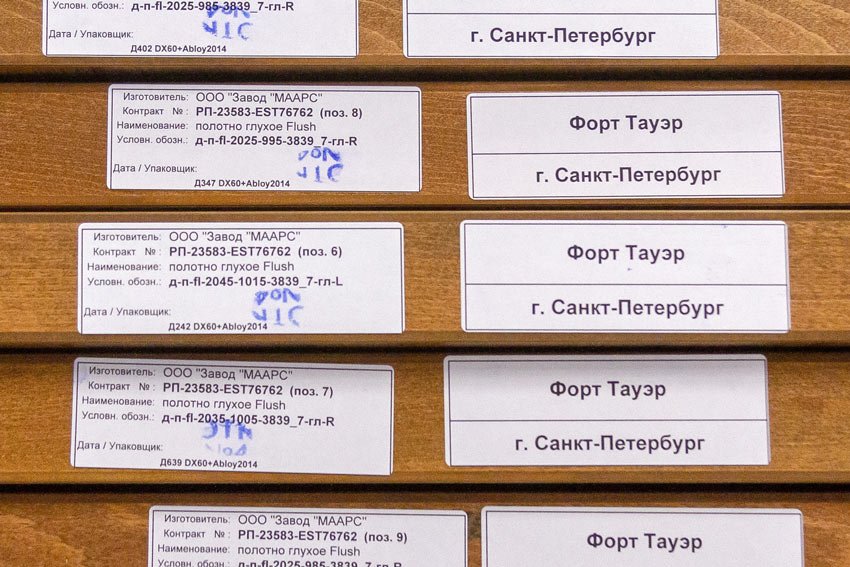 Условн. обозн.: д-п-fl-2025-985-3839_7-гл-R
Дата / Упаковщик:
Д402 DX60+Abloy2014
г. Санкт-Петербург
Изготовитель: ООО "Завод "МААРС"
Контракт № : РП-23583-EST76762 (поз. 8)
Наименование: полотно глухое Flush
Условн. обозн.: д-п-fl-2025-995-3839_7-гл-R
Дата / Упаковщик:
Д347 DX60+Abloy2014
Форт Тауэр
г. Санкт-Петербург
Изготовитель: ООО "Завод "МААРС"
Контракт № : РП-23583-EST76762 (поз. 6)
Наименование: полотно глухое Flush
Условн. обозн.: д-п-fl-2045-1015-3839_7-гл-L
Дата / Упаковщик:
Д242 DX60+Abloy2014
Форт Тауэр
г. Санкт-Петербург
Изготовитель: ООО "Завод "МААРС"
Контракт № : РП-23583-EST76762 (поз. 7)
Наименование: полотно глухое Flush
Условн. обозн.: д-п-fl-2035-1005-3839_7-гл-R
Дата / Упаковщик:
Д639 DX60+Abloy2014
Форт Тауэр
г. Санкт-Петербург
Изготовитель: ООО "Завод "МААРС"
Контракт № : РП-23583-EST76762 (поз. 9)
Наименование: полотно глухое Flush
Условн. обозн.: д-п-fl-2025-985-3839_7-гл-R
Форт Тауэр